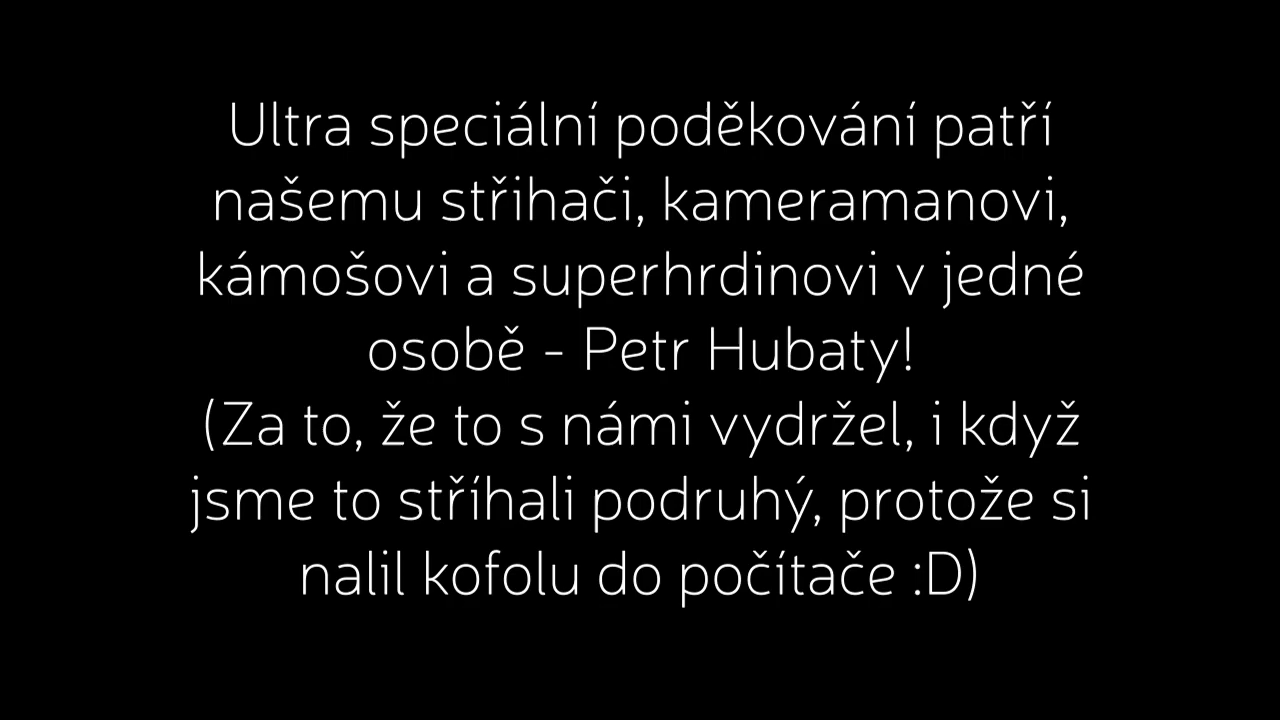 Ultra speciální poděkování patří
našemu střihači, kameramanovi,
kámošovi a superhrdinovi v jedné
osobě - Petr Hubaty!
(Za to, že to s námi vydržel, i když
jsme to stříhali podruhý, protože si
nalil kofolu do počítače :D)